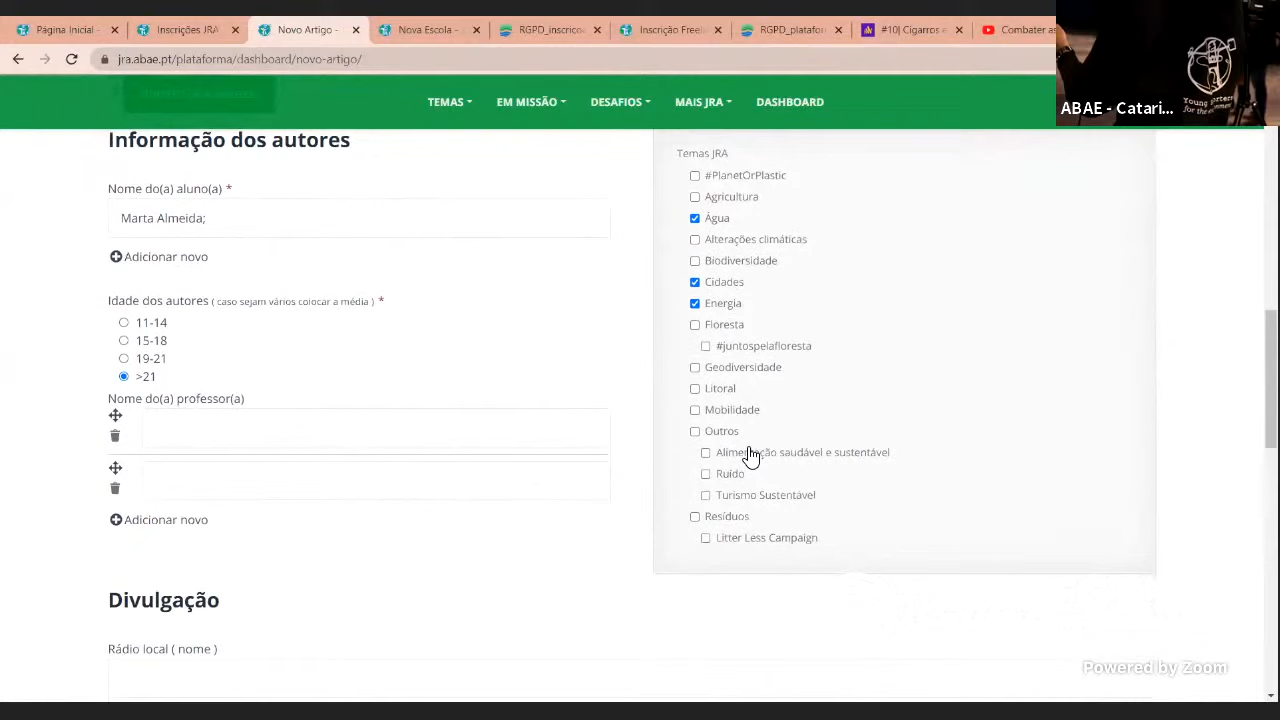 Página Inicial -
Inscrições JRA
Novo Artigo -
Nova Escola -
RGPD_inscrico
Inscrição Freel
RGPD_platafo
#10| Cigarros e
Combater as
jra.abae.pt/plataforma/dashboard/novo-artigo/
ABAE - Catari...
TEMAS
EM MISSÃO
DESAFIOS
MAIS JRA
DASHBOARD
Informação dos autores
Nome do(a) aluno(a) *
Marta Almeida;
Adicionar novo
Idade dos autores ( caso sejam vários colocar a média ) *
11-14
15-18
19-21
>21
Nome do(a) professor(a)
Adicionar novo
Divulgação
Rádio local ( nome )
Temas JRA
#PlanetOrPlastic
Agricultura
Água
Alterações climáticas
Biodiversidade
Cidades
Energia
Floresta
#juntospelafloresta
Geodiversidade
Litoral
Mobilidade
Outros
Alimentação saudável e sustentável
Ruído
Turismo Sustentável
Resíduos
Litter Less Campaign
Powered by Zoom